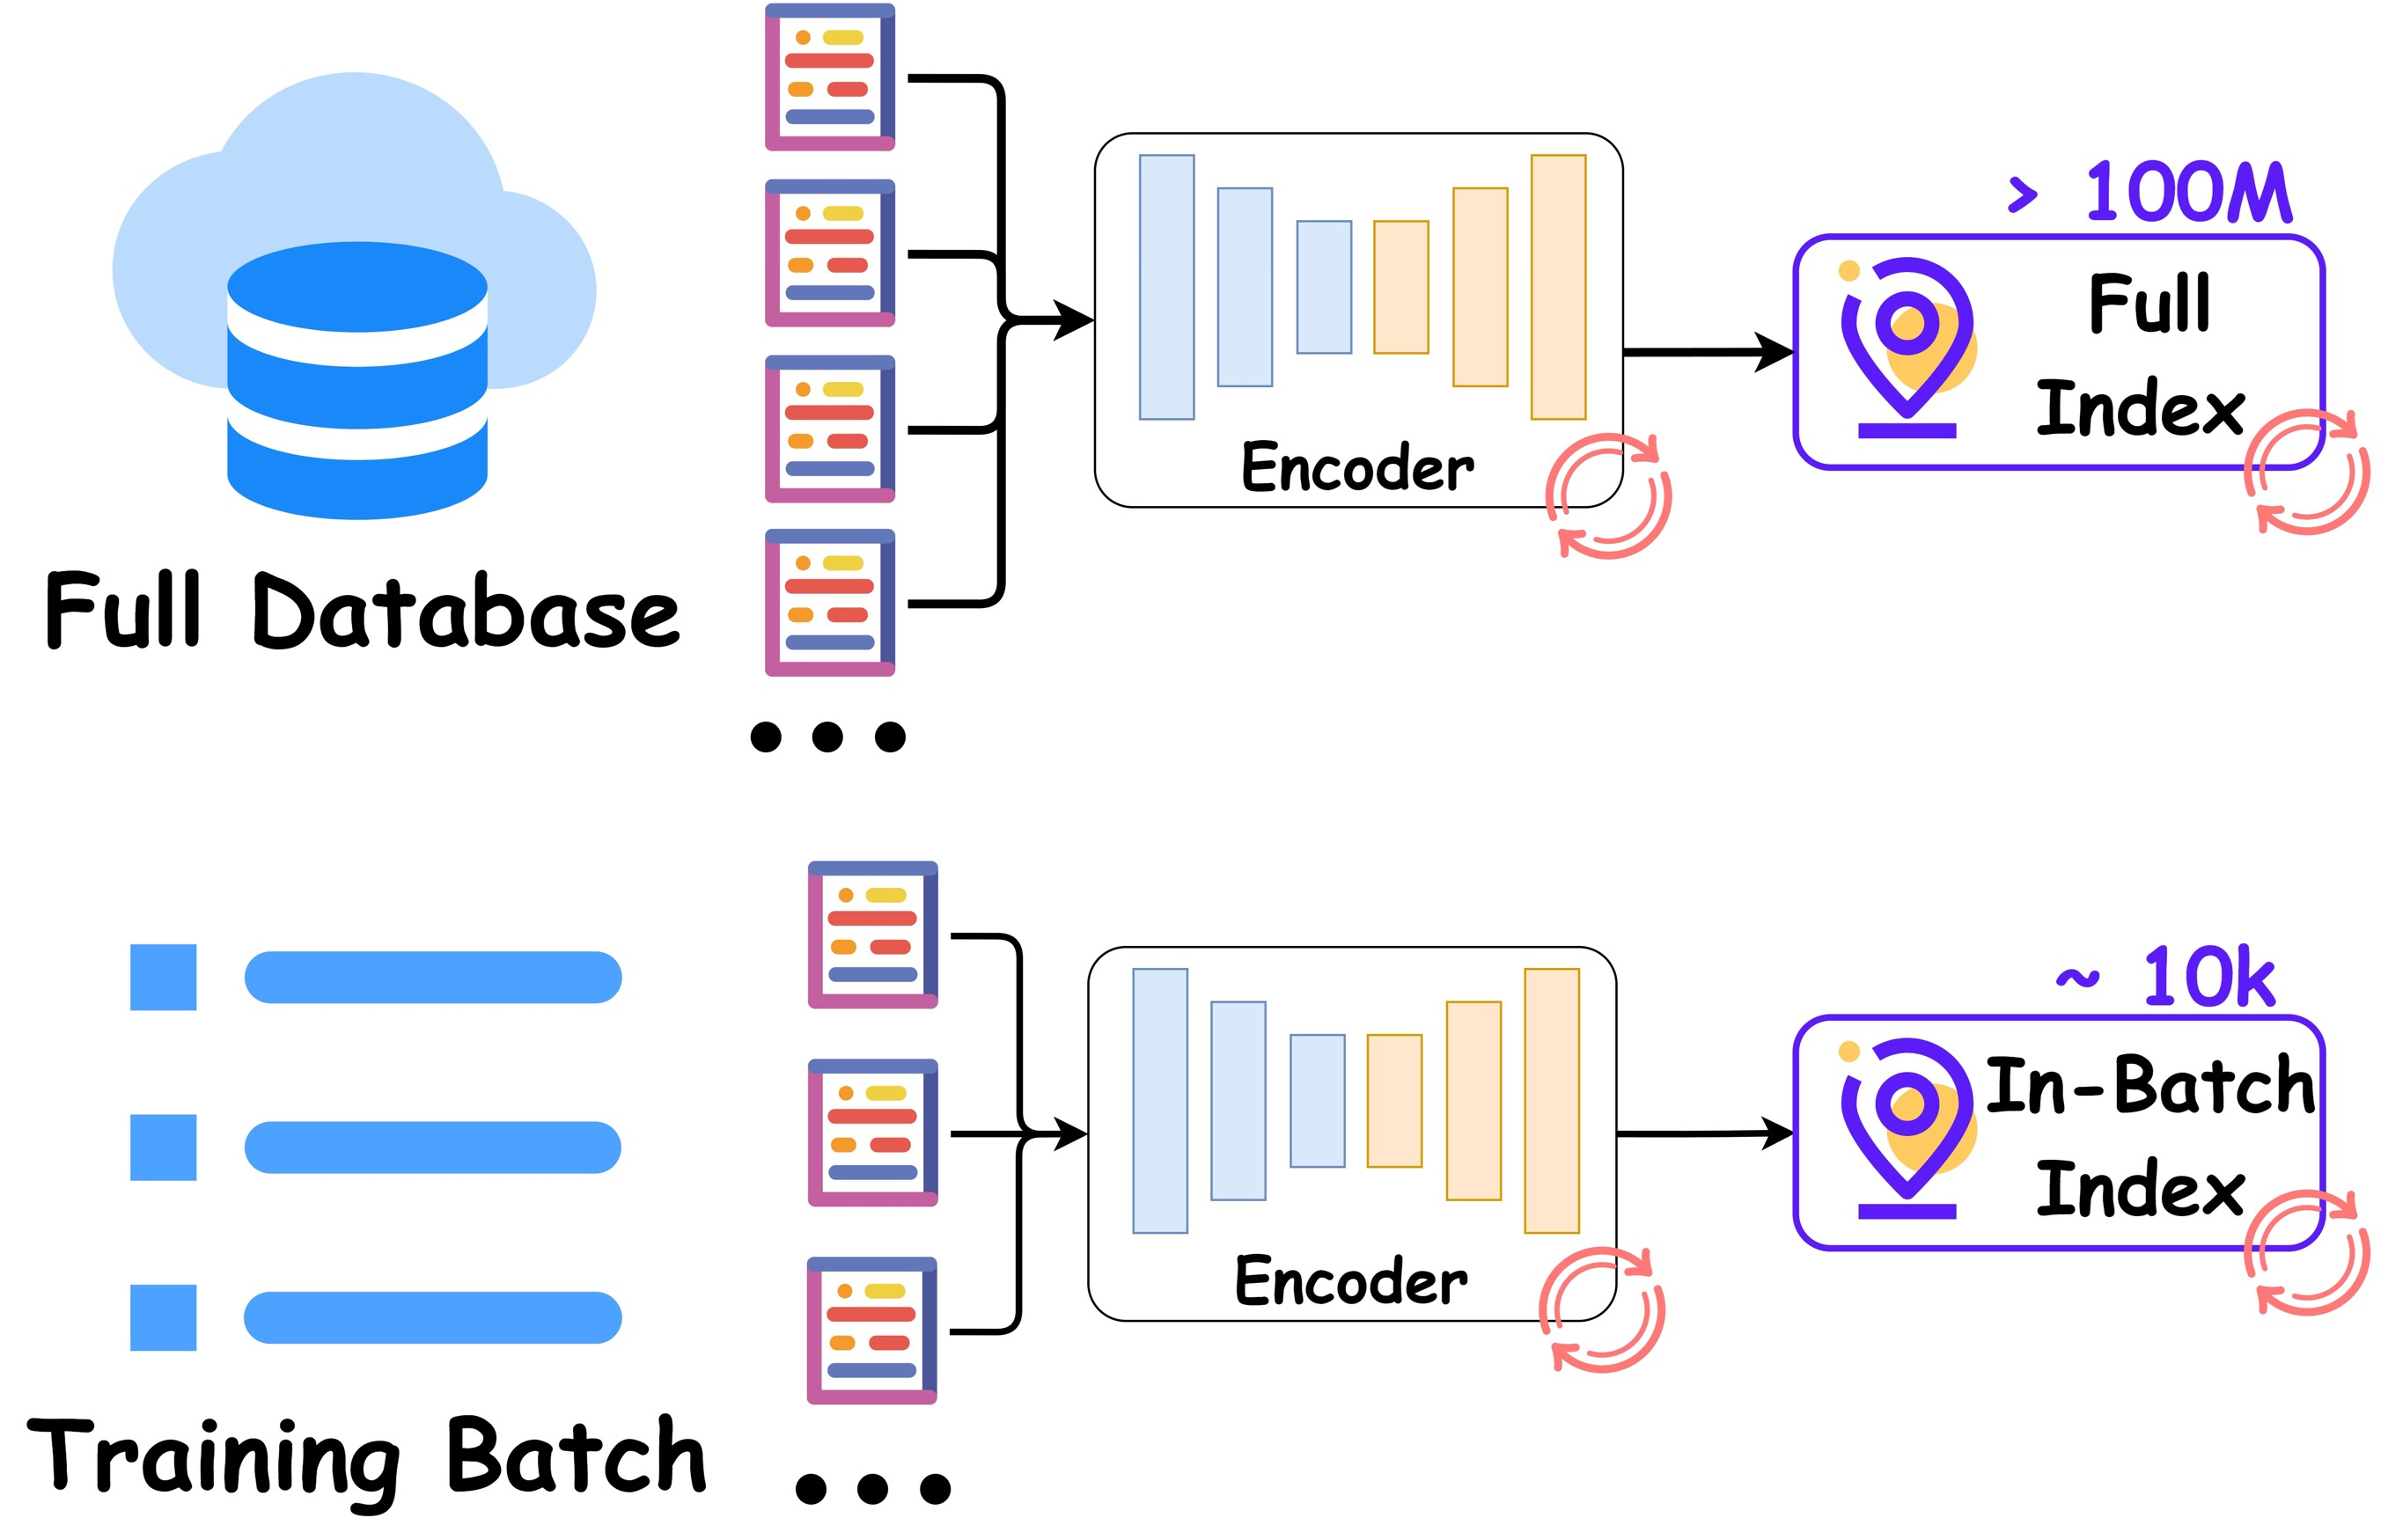 Full Database
Encoder
> 100M
Full
Index
Training Batch
Encoder
~ 10k
In-Batch
Index